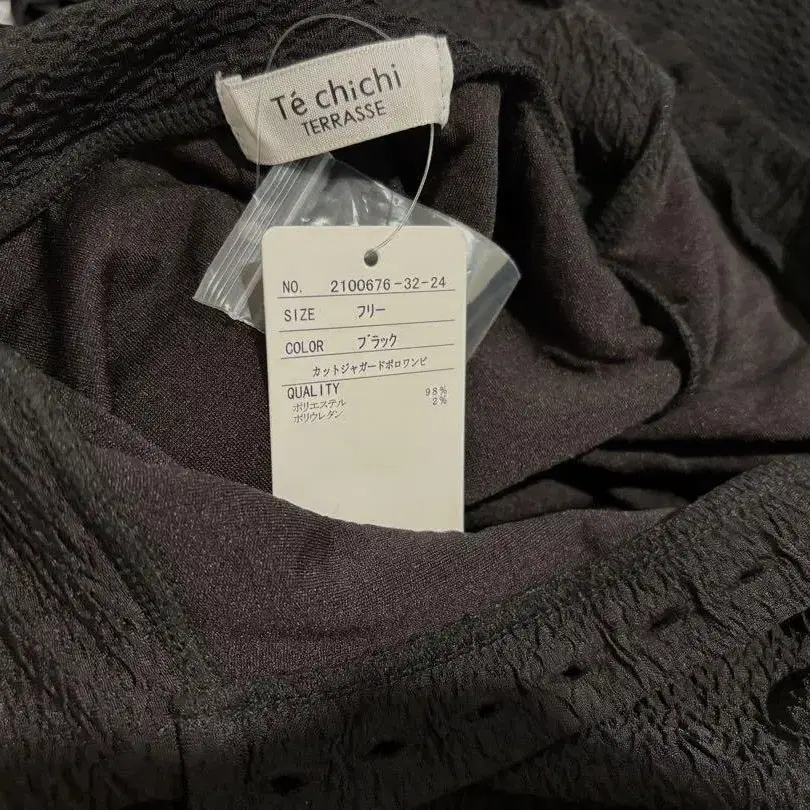 Té chichi
TERRASSE
NO. 2100676-32-24
SIZE フリー
COLOR ブラック
カットジャガードポロワンピ
QUALITY
ポリエステル 98%
ポリウレタン 2%